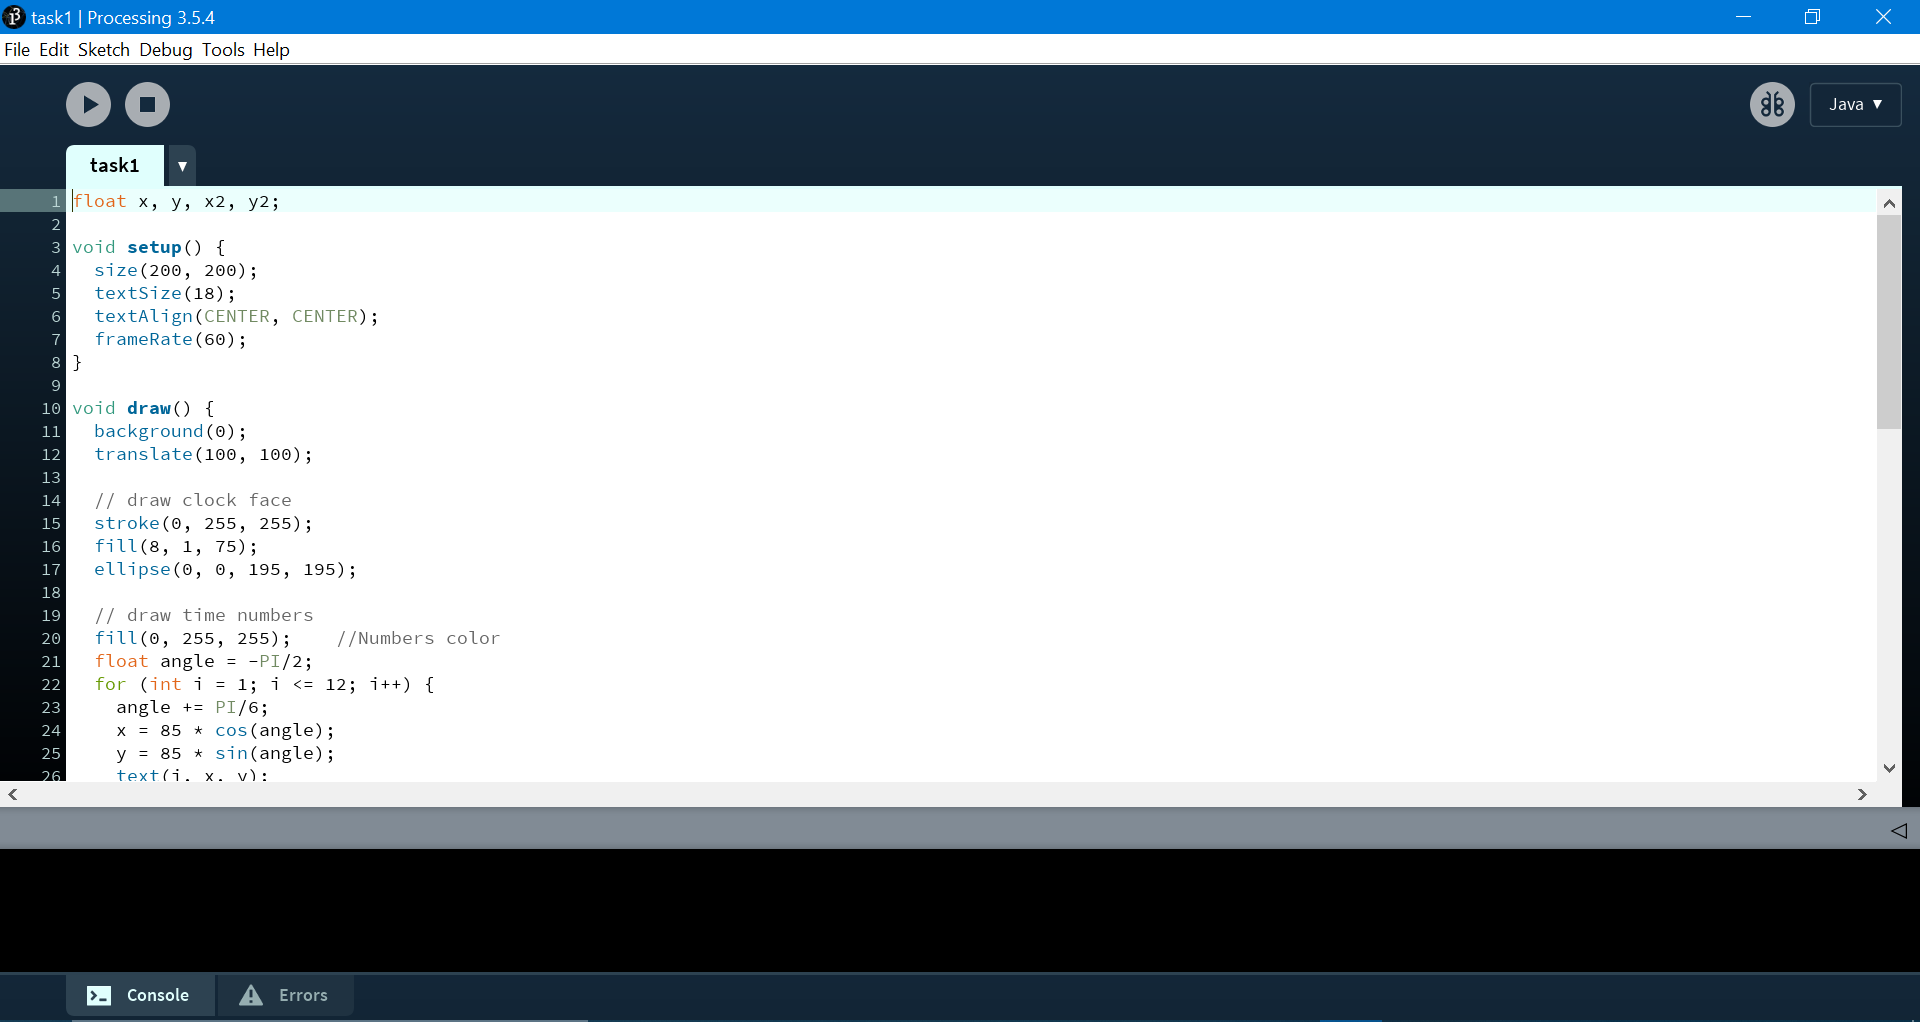 task1 | Processing 3.5.4
File Edit Sketch Debug Tools Help
Java ▼
task1 ▼
1 float x, y, x2, y2;
2
3 void setup() {
4   size(200, 200);
5   textSize(18);
6   textAlign(CENTER, CENTER);
7   frameRate(60);
8 }
9
10 void draw() {
11   background(0);
12   translate(100, 100);
13
14   // draw clock face
15   stroke(0, 255, 255);
16   fill(8, 1, 75);
17   ellipse(0, 0, 195, 195);
18
19   // draw time numbers
20   fill(0, 255, 255);    //Numbers color
21   float angle = -PI/2;
22   for (int i = 1; i <= 12; i++) {
23     angle += PI/6;
24     x = 85 * cos(angle);
25     y = 85 * sin(angle);
26     text(i, x, y);
Console Errors